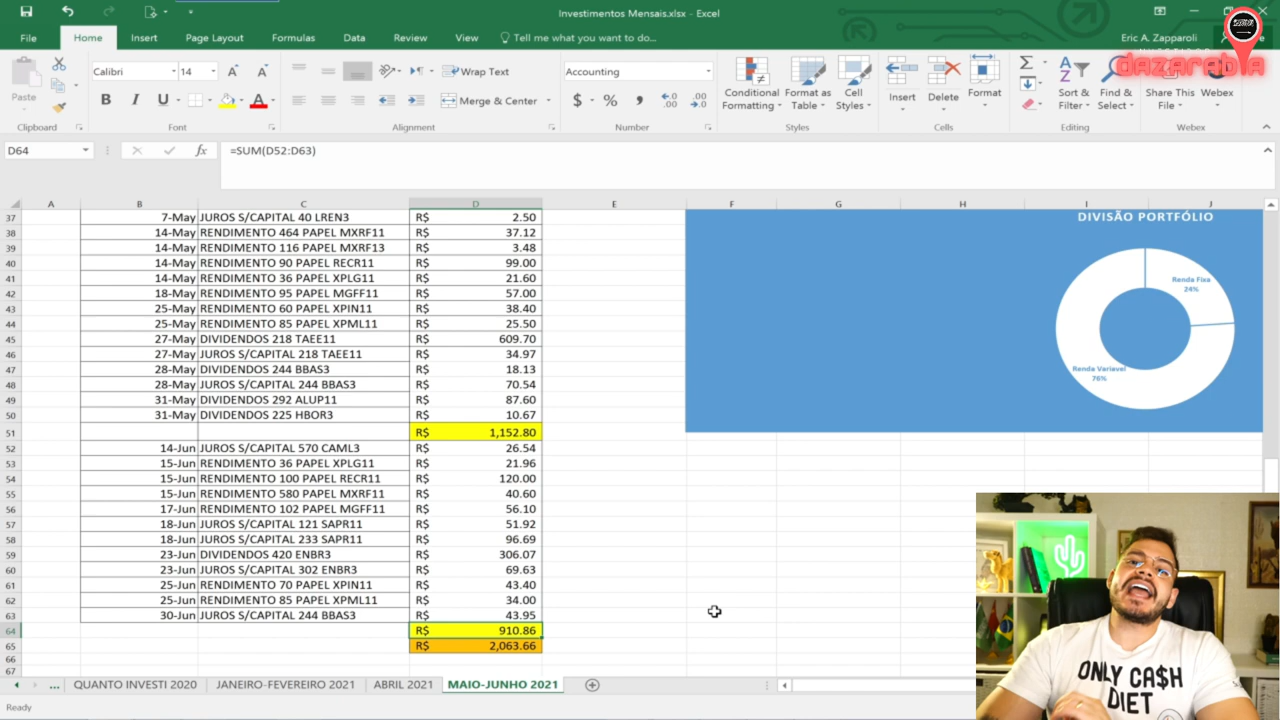 Investimentos Mensais.xlsx - Excel
File Home Insert Page Layout Formulas Data Review View Tell me what you want to do... Eric A. Zapparoli
dazarabia
Calibri 14 Wrap Text Accounting
Paste B I U Merge & Center $ % , Conditional Formatting Format as Table Cell Styles Insert Delete Format Sort & Filter Find & Select Share This File Webex
Clipboard Font Alignment Number Styles Cells Editing Webex
D64 fx =SUM(D52:D63)
A B C D E F G H I J
37 7-May JUROS S/CAPITAL 40 LREN3 R$ 2.50
38 14-May RENDIMENTO 464 PAPEL MXRF11 R$ 37.12
39 14-May RENDIMENTO 116 PAPEL MXRF13 R$ 3.48
40 14-May RENDIMENTO 90 PAPEL RECR11 R$ 99.00
41 14-May RENDIMENTO 36 PAPEL XPLG11 R$ 21.60
42 18-May RENDIMENTO 95 PAPEL MGFF11 R$ 57.00
43 25-May RENDIMENTO 60 PAPEL XPIN11 R$ 38.40
44 25-May RENDIMENTO 85 PAPEL XPML11 R$ 25.50
45 27-May DIVIDENDOS 218 TAEE11 R$ 609.70
46 27-May JUROS S/CAPITAL 218 TAEE11 R$ 34.97
47 28-May DIVIDENDOS 244 BBAS3 R$ 18.13
48 28-May JUROS S/CAPITAL 244 BBAS3 R$ 70.54
49 31-May DIVIDENDOS 292 ALUP11 R$ 87.60
50 31-May DIVIDENDOS 225 HBOR3 R$ 10.67
51 R$ 1,152.80
52 14-Jun JUROS S/CAPITAL 570 CAML3 R$ 26.54
53 15-Jun RENDIMENTO 36 PAPEL XPLG11 R$ 21.96
54 15-Jun RENDIMENTO 100 PAPEL RECR11 R$ 120.00
55 15-Jun RENDIMENTO 580 PAPEL MXRF11 R$ 40.60
56 17-Jun RENDIMENTO 102 PAPEL MGFF11 R$ 56.10
57 18-Jun JUROS S/CAPITAL 121 SAPR11 R$ 51.92
58 18-Jun JUROS S/CAPITAL 233 SAPR11 R$ 96.69
59 23-Jun DIVIDENDOS 420 ENBR3 R$ 306.07
60 23-Jun JUROS S/CAPITAL 302 ENBR3 R$ 69.63
61 25-Jun RENDIMENTO 70 PAPEL XPIN11 R$ 43.40
62 25-Jun RENDIMENTO 85 PAPEL XPML11 R$ 34.00
63 30-Jun JUROS S/CAPITAL 244 BBAS3 R$ 43.95
64 R$ 910.86
65 R$ 2,063.66
66
67
DIVISÃO PORTFÓLIO
Renda Fixa
24%
Renda Variavel
76%
ONLY CA$H
DIET
... QUANTO INVESTI 2020 JANEIRO-FEVEREIRO 2021 ABRIL 2021 MAIO-JUNHO 2021
Ready